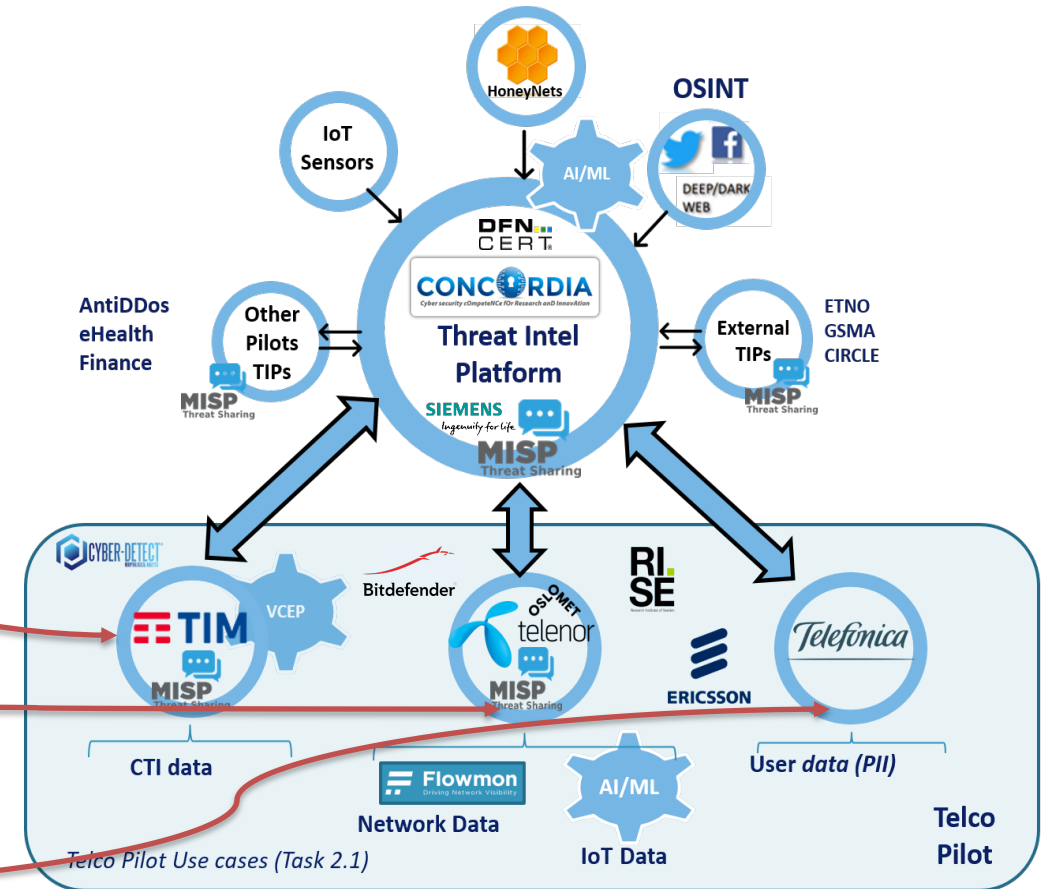 HoneyNets
OSINT
IoT
Sensors
AI/ML
DEEP/DARK
WEB
DFN
CERT
CONCORDIA
Cyber security cOmpeteNCe fOr Research anD InnovAtion
Threat Intel
Platform
SIEMENS
Ingenuity for life
MISP
Threat Sharing
AntiDDos
eHealth
Finance
Other
Pilots
TIPs
MISP
Threat Sharing
External
TIPs
MISP
Threat Sharing
ETNO
GSMA
CIRCLE
CYBER-DETECT
TIM
MISP
Threat Sharing
VCEP
Bitdefender
OSLOMET
telenor
MISP
Threat Sharing
RI.
SE
ERICSSON
Telefónica
CTI data
Flowmon
Driving Network Visibility
Network Data
AI/ML
IoT Data
User data (PII)
Telco Pilot Use cases (Task 2.1)
Telco
Pilot